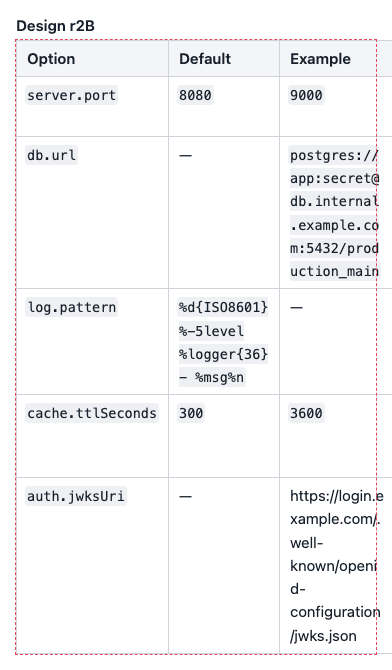 Design r2B
Option Default Example
server.port 8080 9000
db.url — postgres://
app:secret@
db.internal
.example.co
m:5432/prod
uction_main
log.pattern %d{ISO8601} —
%-5level
%logger{36}
- %msg%n
cache.ttlSeconds 300 3600
auth.jwksUri — https://login.e
xample.com/.
well-
known/openi
d-
configuration
/jwks.json